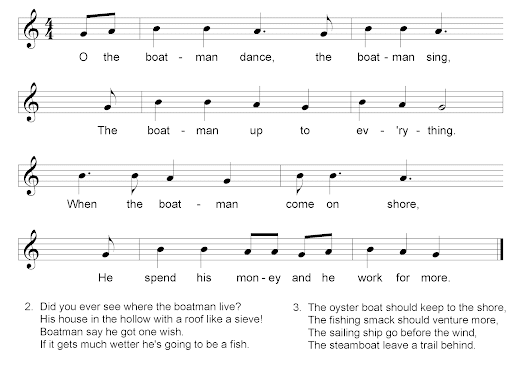 4
4
O the boat - man dance, the boat - man sing,
The boat - man up to ev - 'ry - thing.
When the boat - man come on shore,
He spend his mon - ey and he work for more.
2. Did you ever see where the boatman live?
His house in the hollow with a roof like a sieve!
Boatman say he got one wish,
If it gets much wetter he's going to be a fish.
3. The oyster boat should keep to the shore,
The fishing smack should venture more,
The sailing ship go before the wind,
The steamboat leave a trail behind.